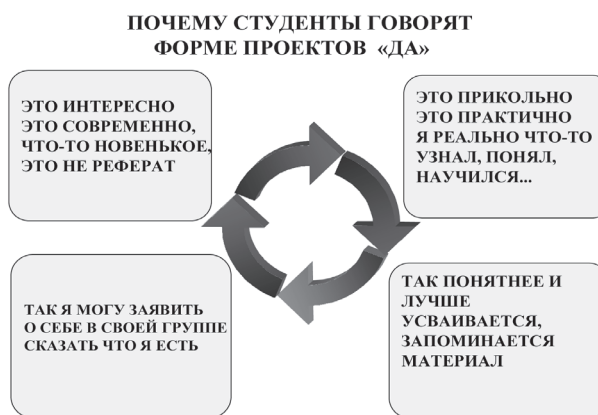 ПОЧЕМУ СТУДЕНТЫ ГОВОРЯТ
ФОРМЕ ПРОЕКТОВ «ДА»
ЭТО ИНТЕРЕСНО
ЭТО СОВРЕМЕННО,
ЧТО-ТО НОВЕНЬКОЕ,
ЭТО НЕ РЕФЕРАТ
ЭТО ПРИКОЛЬНО
ЭТО ПРАКТИЧНО
Я РЕАЛЬНО ЧТО-ТО
УЗНАЛ, ПОНЯЛ,
НАУЧИЛСЯ...
ТАК Я МОГУ ЗАЯВИТЬ
О СЕБЕ В СВОЕЙ ГРУППЕ
СКАЗАТЬ ЧТО Я ЕСТЬ
ТАК ПОНЯТНЕЕ И
ЛУЧШЕ
УСВАИВАЕТСЯ,
ЗАПОМИНАЕТСЯ
МАТЕРИАЛ